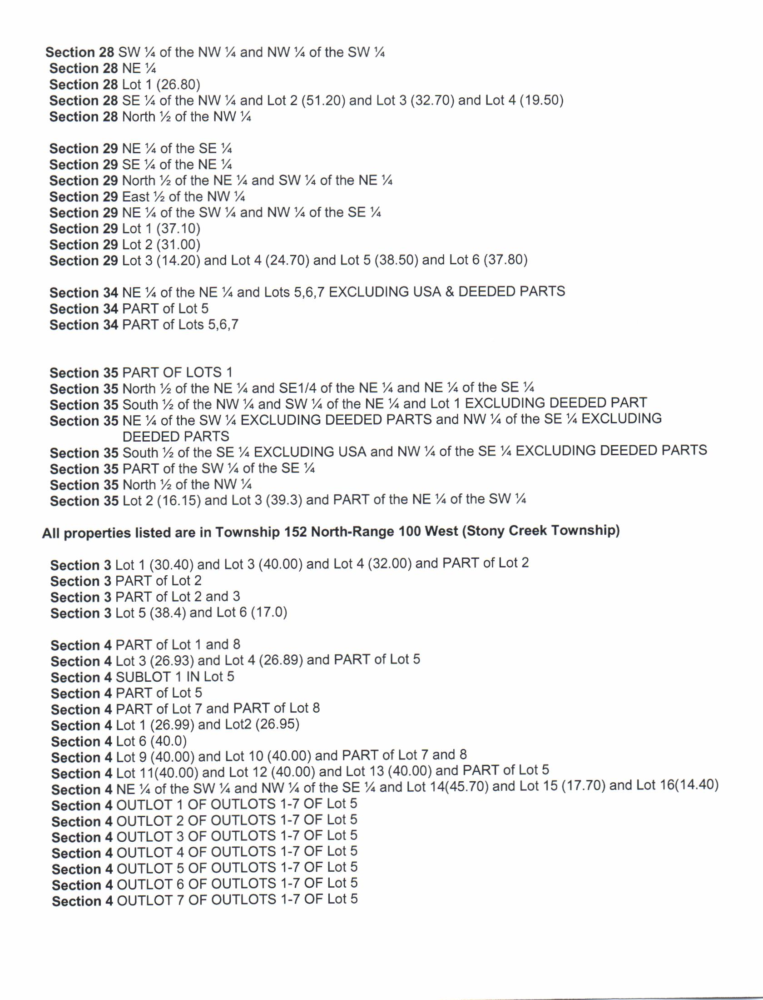 Section 28 SW ¼ of the NW ¼ and NW ¼ of the SW ¼
Section 28 NE ¼
Section 28 Lot 1 (26.80)
Section 28 SE ¼ of the NW ¼ and Lot 2 (51.20) and Lot 3 (32.70) and Lot 4 (19.50)
Section 28 North ½ of the NW ¼
Section 29 NE ¼ of the SE ¼
Section 29 SE ¼ of the NE ¼
Section 29 North ½ of the NE ¼ and SW ¼ of the NE ¼
Section 29 East ½ of the NW ¼
Section 29 NE ¼ of the SW ¼ and NW ¼ of the SE ¼
Section 29 Lot 1 (37.10)
Section 29 Lot 2 (31.00)
Section 29 Lot 3 (14.20) and Lot 4 (24.70) and Lot 5 (38.50) and Lot 6 (37.80)
Section 34 NE ¼ of the NE ¼ and Lots 5,6,7 EXCLUDING USA & DEEDED PARTS
Section 34 PART of Lot 5
Section 34 PART of Lots 5,6,7
Section 35 PART OF LOTS 1
Section 35 North ½ of the NE ¼ and SE1/4 of the NE ¼ and NE ¼ of the SE ¼
Section 35 South ½ of the NW ¼ and SW ¼ of the NE ¼ and Lot 1 EXCLUDING DEEDED PART
Section 35 NE ¼ of the SW ¼ EXCLUDING DEEDED PARTS and NW ¼ of the SE ¼ EXCLUDING
DEEDED PARTS
Section 35 South ½ of the SE ¼ EXCLUDING USA and NW ¼ of the SE ¼ EXCLUDING DEEDED PARTS
Section 35 PART of the SW ¼ of the SE ¼
Section 35 North ½ of the NW ¼
Section 35 Lot 2 (16.15) and Lot 3 (39.3) and PART of the NE ¼ of the SW ¼
All properties listed are in Township 152 North-Range 100 West (Stony Creek Township)
Section 3 Lot 1 (30.40) and Lot 3 (40.00) and Lot 4 (32.00) and PART of Lot 2
Section 3 PART of Lot 2
Section 3 PART of Lot 2 and 3
Section 3 Lot 5 (38.4) and Lot 6 (17.0)
Section 4 PART of Lot 1 and 8
Section 4 Lot 3 (26.93) and Lot 4 (26.89) and PART of Lot 5
Section 4 SUBLOT 1 IN Lot 5
Section 4 PART of Lot 5
Section 4 PART of Lot 7 and PART of Lot 8
Section 4 Lot 1 (26.99) and Lot2 (26.95)
Section 4 Lot 6 (40.0)
Section 4 Lot 9 (40.00) and Lot 10 (40.00) and PART of Lot 7 and 8
Section 4 Lot 11(40.00) and Lot 12 (40.00) and Lot 13 (40.00) and PART of Lot 5
Section 4 NE ¼ of the SW ¼ and NW ¼ of the SE ¼ and Lot 14(45.70) and Lot 15 (17.70) and Lot 16(14.40)
Section 4 OUTLOT 1 OF OUTLOTS 1-7 OF Lot 5
Section 4 OUTLOT 2 OF OUTLOTS 1-7 OF Lot 5
Section 4 OUTLOT 3 OF OUTLOTS 1-7 OF Lot 5
Section 4 OUTLOT 4 OF OUTLOTS 1-7 OF Lot 5
Section 4 OUTLOT 5 OF OUTLOTS 1-7 OF Lot 5
Section 4 OUTLOT 6 OF OUTLOTS 1-7 OF Lot 5
Section 4 OUTLOT 7 OF OUTLOTS 1-7 OF Lot 5